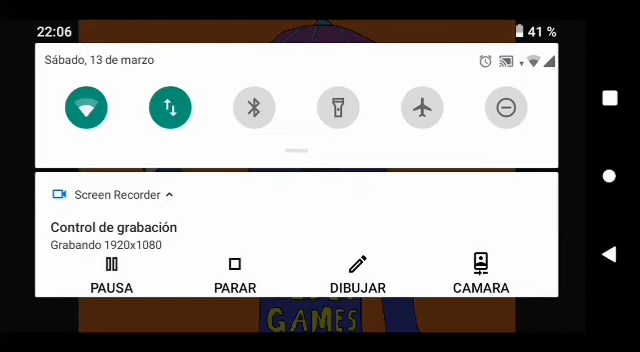 22:06
41 %
Sábado, 13 de marzo
Screen Recorder
Control de grabación
Grabando 1920x1080
PAUSA
PARAR
DIBUJAR
CAMARA
GAMES